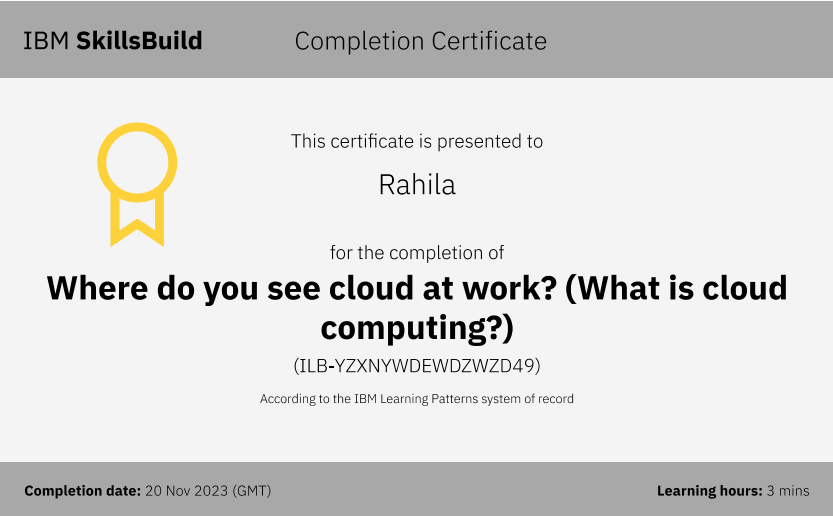 IBM SkillsBuild
Completion Certificate
This certificate is presented to
Rahila
for the completion of
Where do you see cloud at work? (What is cloud
computing?)
(ILB-YZXNYWDEWDZWZD49)
According to the IBM Learning Patterns system of record
Completion date: 20 Nov 2023 (GMT)
Learning hours: 3 mins